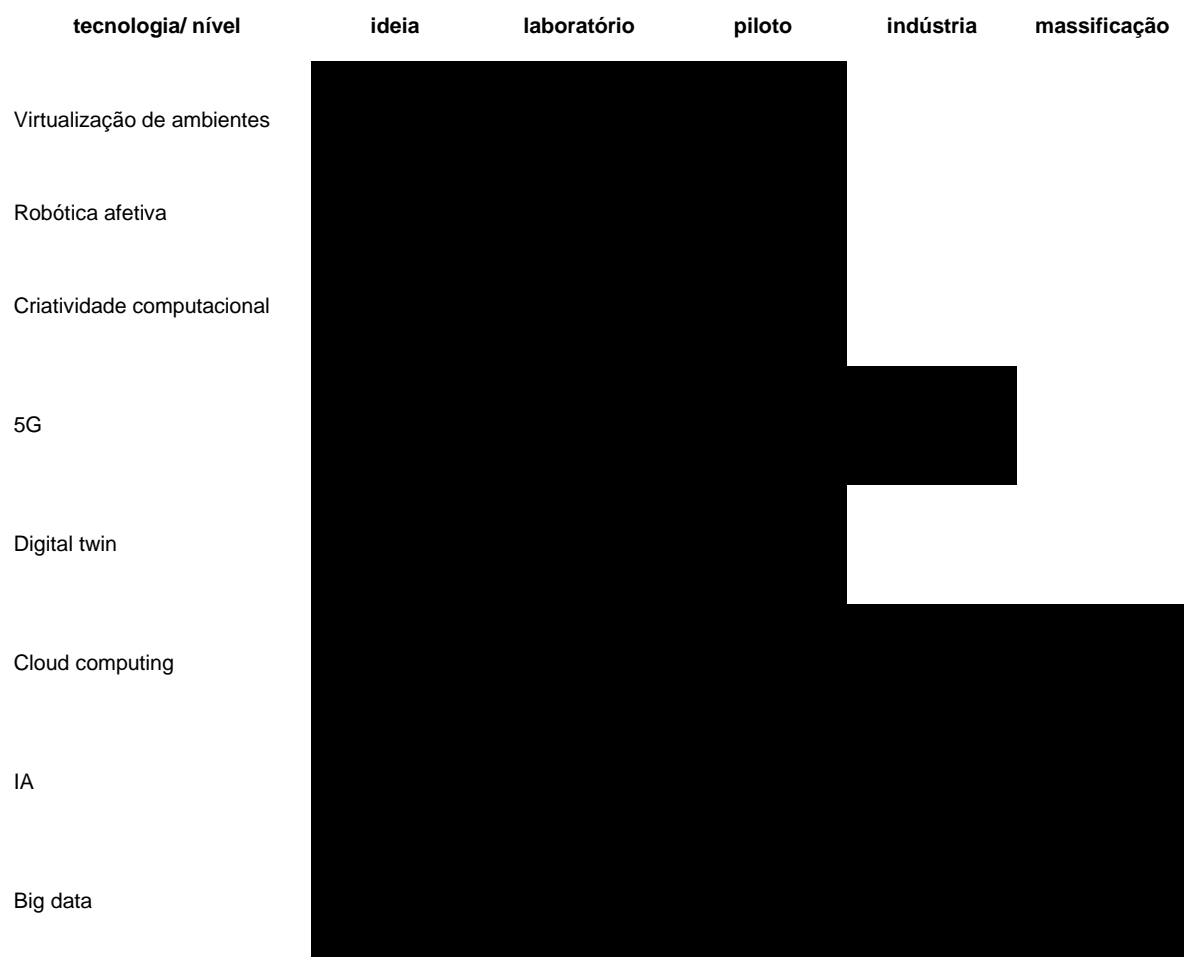 tecnologia/ nível ideia laboratório piloto indústria massificação
Virtualização de ambientes
Robótica afetiva
Criatividade computacional
5G
Digital twin
Cloud computing
IA
Big data